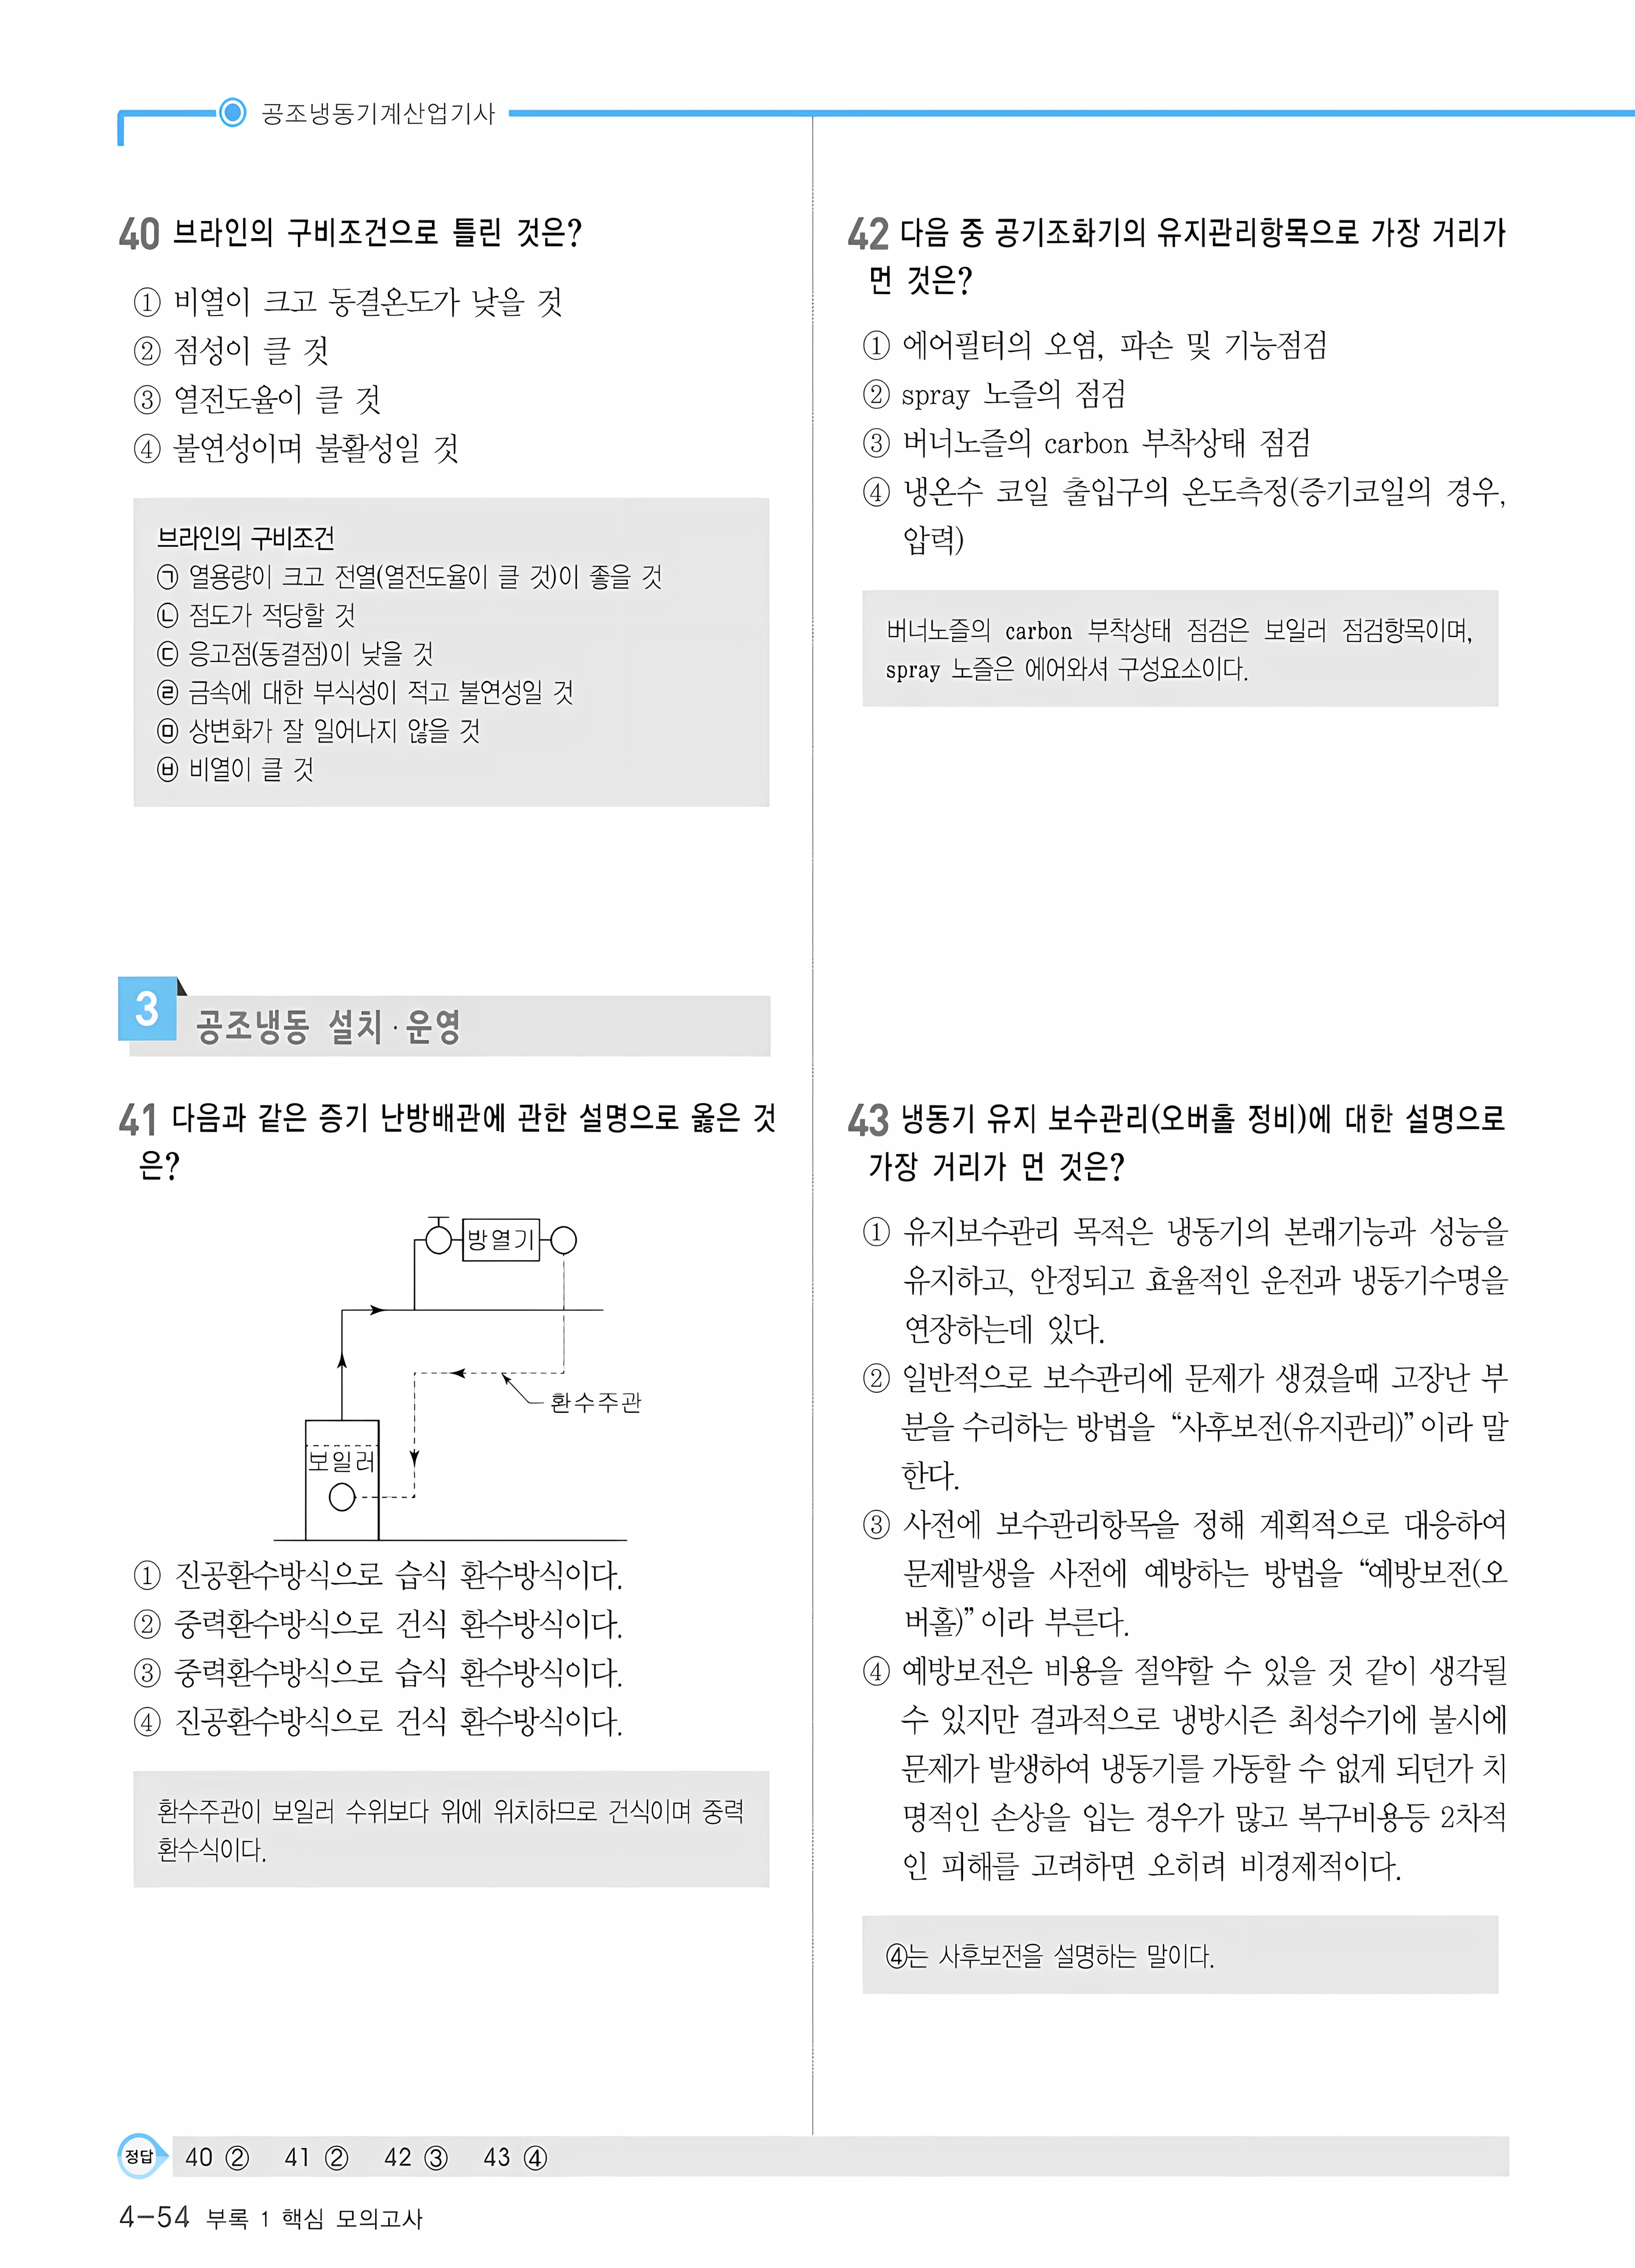 공조냉동기계산업기사
40 브라인의 구비조건으로 틀린 것은?
① 비열이 크고 동결온도가 낮을 것
② 점성이 클 것
③ 열전도율이 클 것
④ 불연성이며 불활성일 것
브라인의 구비조건
㉠ 열용량이 크고 전열(열전도율이 클 것)이 좋을 것
㉡ 점도가 적당할 것
㉢ 응고점(동결점)이 낮을 것
㉣ 금속에 대한 부식성이 적고 불연성일 것
㉤ 상변화가 잘 일어나지 않을 것
㉥ 비열이 클 것
3 공조냉동 설치·운영
41 다음과 같은 증기 난방배관에 관한 설명으로 옳은 것
은?
방열기
환수주관
보일러
① 진공환수방식으로 습식 환수방식이다.
② 중력환수방식으로 건식 환수방식이다.
③ 중력환수방식으로 습식 환수방식이다.
④ 진공환수방식으로 건식 환수방식이다.
환수주관이 보일러 수위보다 위에 위치하므로 건식이며 중력
환수식이다.
42 다음 중 공기조화기의 유지관리항목으로 가장 거리가
먼 것은?
① 에어필터의 오염, 파손 및 기능점검
② spray 노즐의 점검
③ 버너노즐의 carbon 부착상태 점검
④ 냉온수 코일 출입구의 온도측정(증기코일의 경우,
압력)
버너노즐의 carbon 부착상태 점검은 보일러 점검항목이며,
spray 노즐은 에어와셔 구성요소이다.
43 냉동기 유지 보수관리(오버홀 정비)에 대한 설명으로
가장 거리가 먼 것은?
① 유지보수관리 목적은 냉동기의 본래기능과 성능을
유지하고, 안정되고 효율적인 운전과 냉동기수명을
연장하는데 있다.
② 일반적으로 보수관리에 문제가 생겼을때 고장난 부
분을 수리하는 방법을 “사후보전(유지관리)”이라 말
한다.
③ 사전에 보수관리항목을 정해 계획적으로 대응하여
문제발생을 사전에 예방하는 방법을 “예방보전(오
버홀)”이라 부른다.
④ 예방보전은 비용을 절약할 수 있을 것 같이 생각될
수 있지만 결과적으로 냉방시즌 최성수기에 불시에
문제가 발생하여 냉동기를 가동할 수 없게 되던가 치
명적인 손상을 입는 경우가 많고 복구비용등 2차적
인 피해를 고려하면 오히려 비경제적이다.
④는 사후보전을 설명하는 말이다.
정답 40 ② 41 ② 42 ③ 43 ④
4-54 부록 1 핵심 모의고사